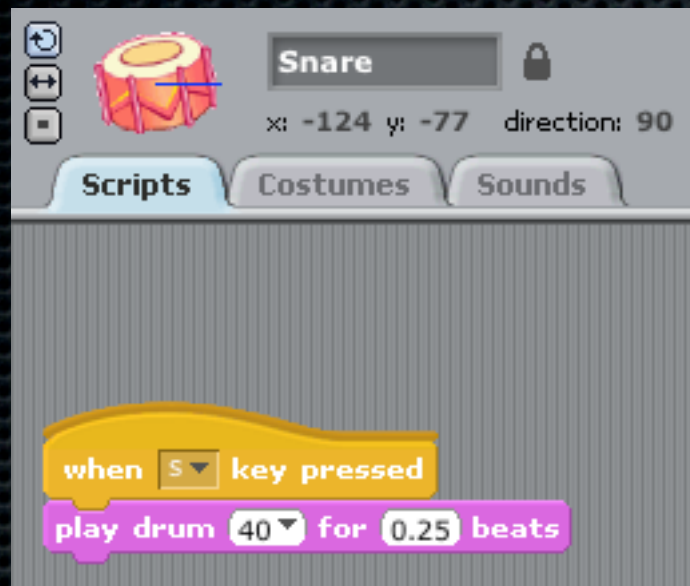 Snare
x: -124 y: -77 direction: 90
Scripts Costumes Sounds
when s key pressed
play drum 40 for 0.25 beats